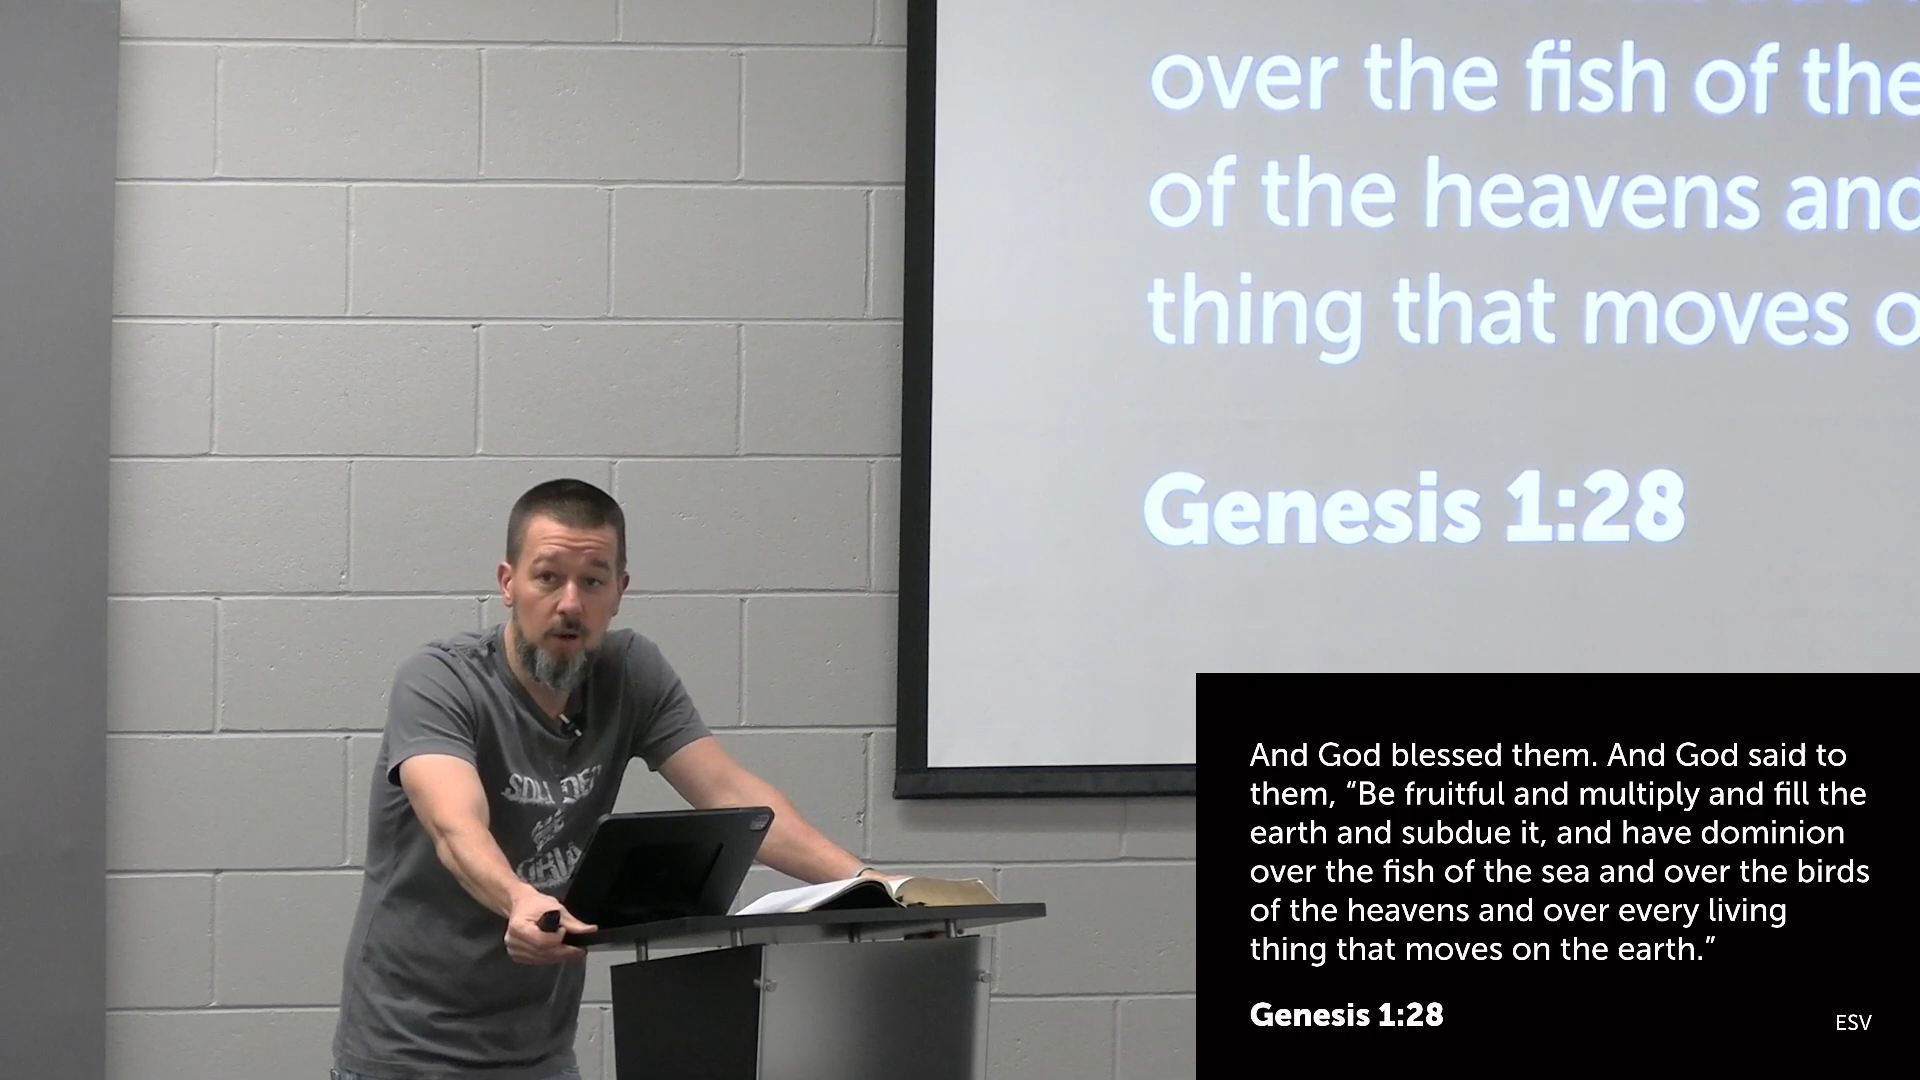 over the fish of the
of the heavens and
thing that moves o
Genesis 1:28
And God blessed them. And God said to
them, “Be fruitful and multiply and fill the
earth and subdue it, and have dominion
over the fish of the sea and over the birds
of the heavens and over every living
thing that moves on the earth.”
Genesis 1:28
ESV